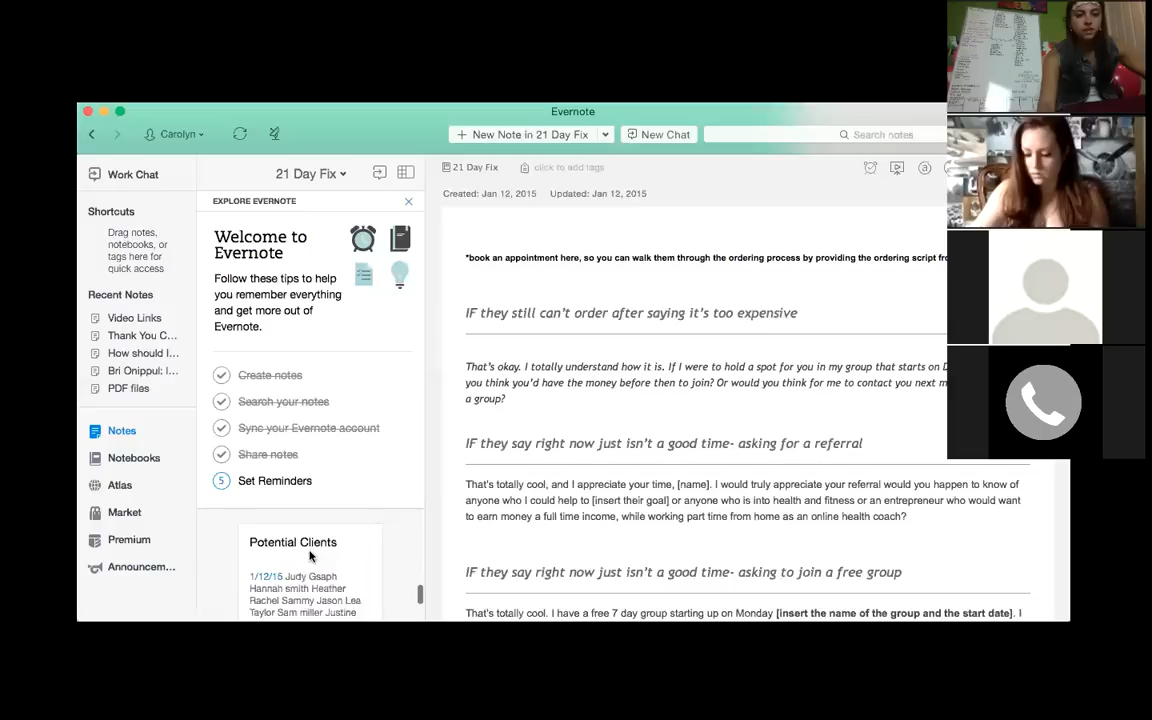 Evernote
Carolyn
New Note in 21 Day Fix
New Chat
Search notes
Work Chat
Shortcuts
Drag notes,
notebooks, or
tags here for
quick access
Recent Notes
Video Links
Thank You C...
How should I...
Bri Onippul: I...
PDF files
Notes
Notebooks
Atlas
Market
Premium
Announcem...
21 Day Fix
EXPLORE EVERNOTE
Welcome to
Evernote
Follow these tips to help
you remember everything
and get more out of
Evernote.
Create notes
Search your notes
Sync your Evernote account
Share notes
5 Set Reminders
Potential Clients
1/12/15 Judy Gsaph
Hannah smith Heather
Rachel Sammy Jason Lea
Taylor Sam miller Justine
21 Day Fix
click to add tags
Created: Jan 12, 2015 Updated: Jan 12, 2015
*book an appointment here, so you can walk them through the ordering process by providing the ordering script
IF they still can't order after saying it's too expensive
That's okay. I totally understand how it is. If I were to hold a spot for you in my group that starts on
you think you'd have the money before then to join? Or would you think for me to contact you next
a group?
IF they say right now just isn't a good time- asking for a referral
That's totally cool, and I appreciate your time, [name]. I would truly appreciate your referral would you happen to know of
anyone who I could help to [insert their goal] or anyone who is into health and fitness or an entrepreneur who would want
to earn money a full time income, while working part time from home as an online health coach?
IF they say right now just isn't a good time- asking to join a free group
That's totally cool. I have a free 7 day group starting up on Monday [insert the name of the group and the start date]. I